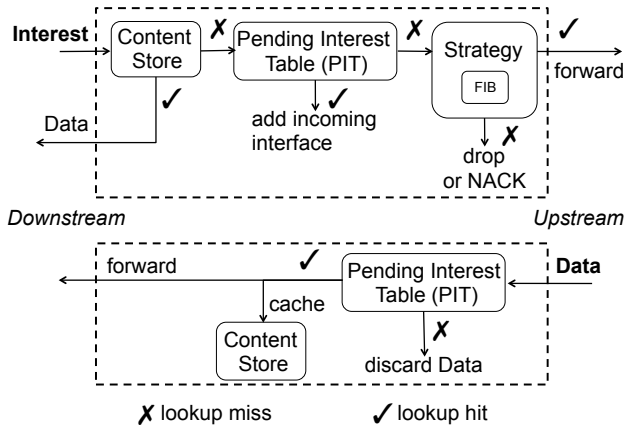 Interest
Content
Store
Pending Interest
Table (PIT)
Strategy
FIB
forward
Data
add incoming
interface
drop
or NACK
Downstream
Upstream
forward
Pending Interest
Table (PIT)
Data
cache
Content
Store
discard Data
✗ lookup miss
✓ lookup hit